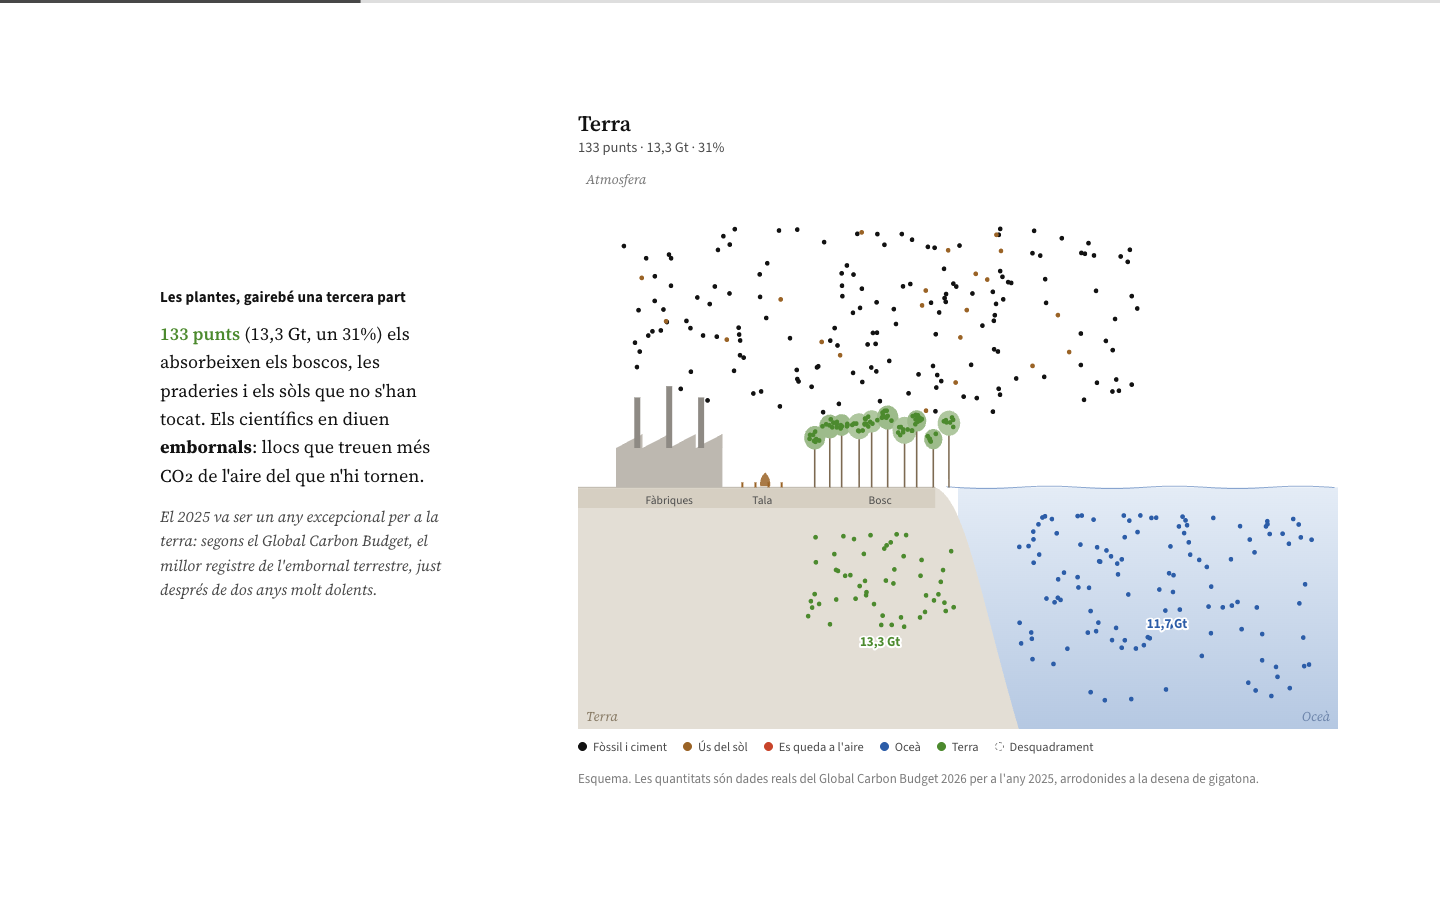 Les plantes, gairebé una tercera part
133 punts (13,3 Gt, un 31%) els
absorbeixen els boscos, les
praderies i els sòls que no s'han
tocat. Els científics en diuen
embornals: llocs que treuen més
CO₂ de l'aire del que n'hi tornen.
El 2025 va ser un any excepcional per a la
terra: segons el Global Carbon Budget, el
millor registre de l'embornal terrestre, just
després de dos anys molt dolents.
Terra
133 punts · 13,3 Gt · 31%
Atmosfera
Fàbriques
Tala
Bosc
13,3 Gt
11,7 Gt
Terra
Oceà
Fòssil i ciment
Ús del sòl
Es queda a l'aire
Oceà
Terra
Desquadrament
Esquema. Les quantitats són dades reals del Global Carbon Budget 2026 per a l'any 2025, arrodonides a la desena de gigatona.